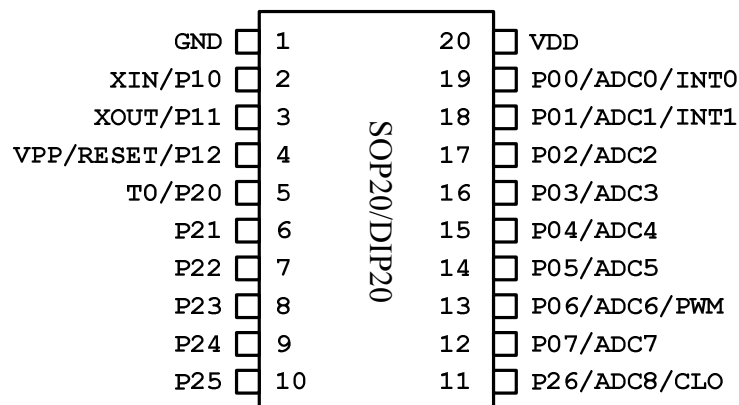 GND 1 20 VDD
XIN/P10 2 19 P00/ADC0/INT0
XOUT/P11 3 18 P01/ADC1/INT1
VPP/RESET/P12 4 17 P02/ADC2
T0/P20 5 16 P03/ADC3
P21 6 15 P04/ADC4
P22 7 14 P05/ADC5
P23 8 13 P06/ADC6/PWM
P24 9 12 P07/ADC7
P25 10 11 P26/ADC8/CLO
SOP20/DIP20